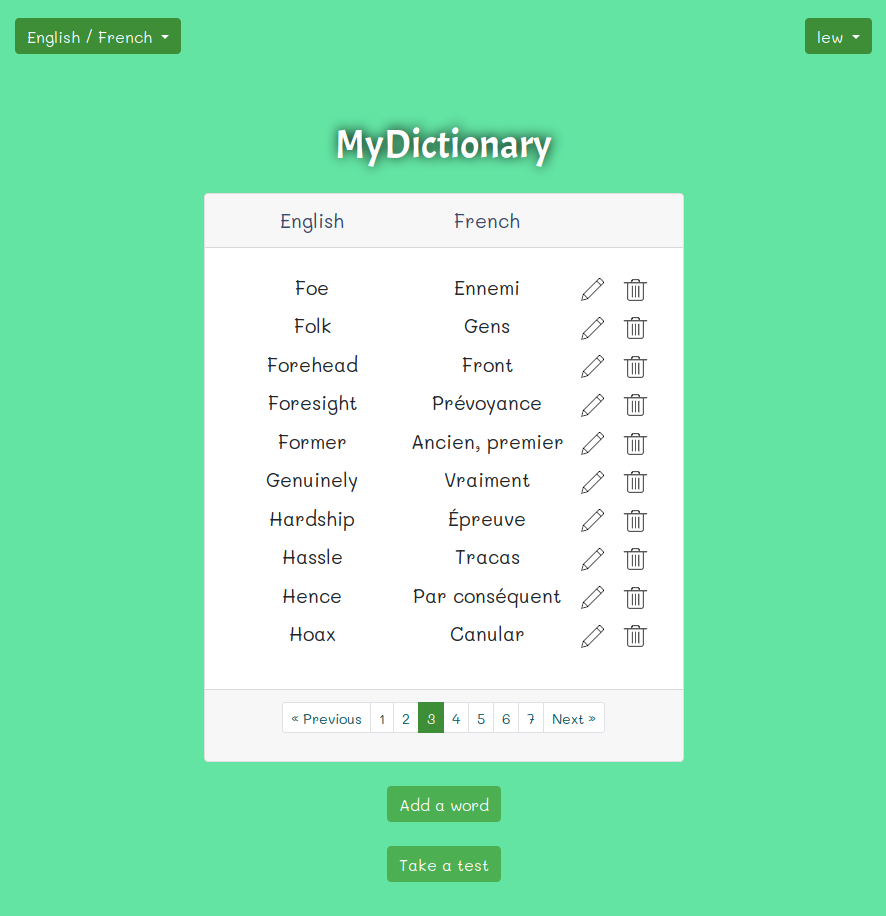 English / French
lew
MyDictionary
English French
Foe Ennemi
Folk Gens
Forehead Front
Foresight Prévoyance
Former Ancien, premier
Genuinely Vraiment
Hardship Épreuve
Hassle Tracas
Hence Par conséquent
Hoax Canular
« Previous 1 2 3 4 5 6 7 Next »
Add a word
Take a test